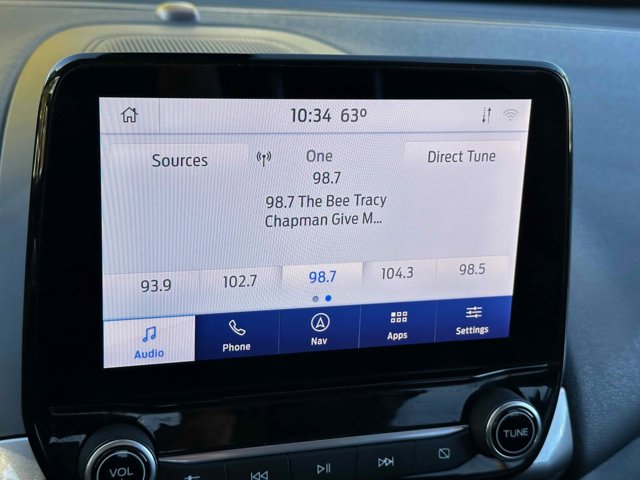 10:34 63°
Sources
One
Direct Tune
98.7
98.7 The Bee Tracy
Chapman Give M...
93.9 102.7 98.7 104.3 98.5
Audio Phone Nav Apps Settings
VOL
TUNE